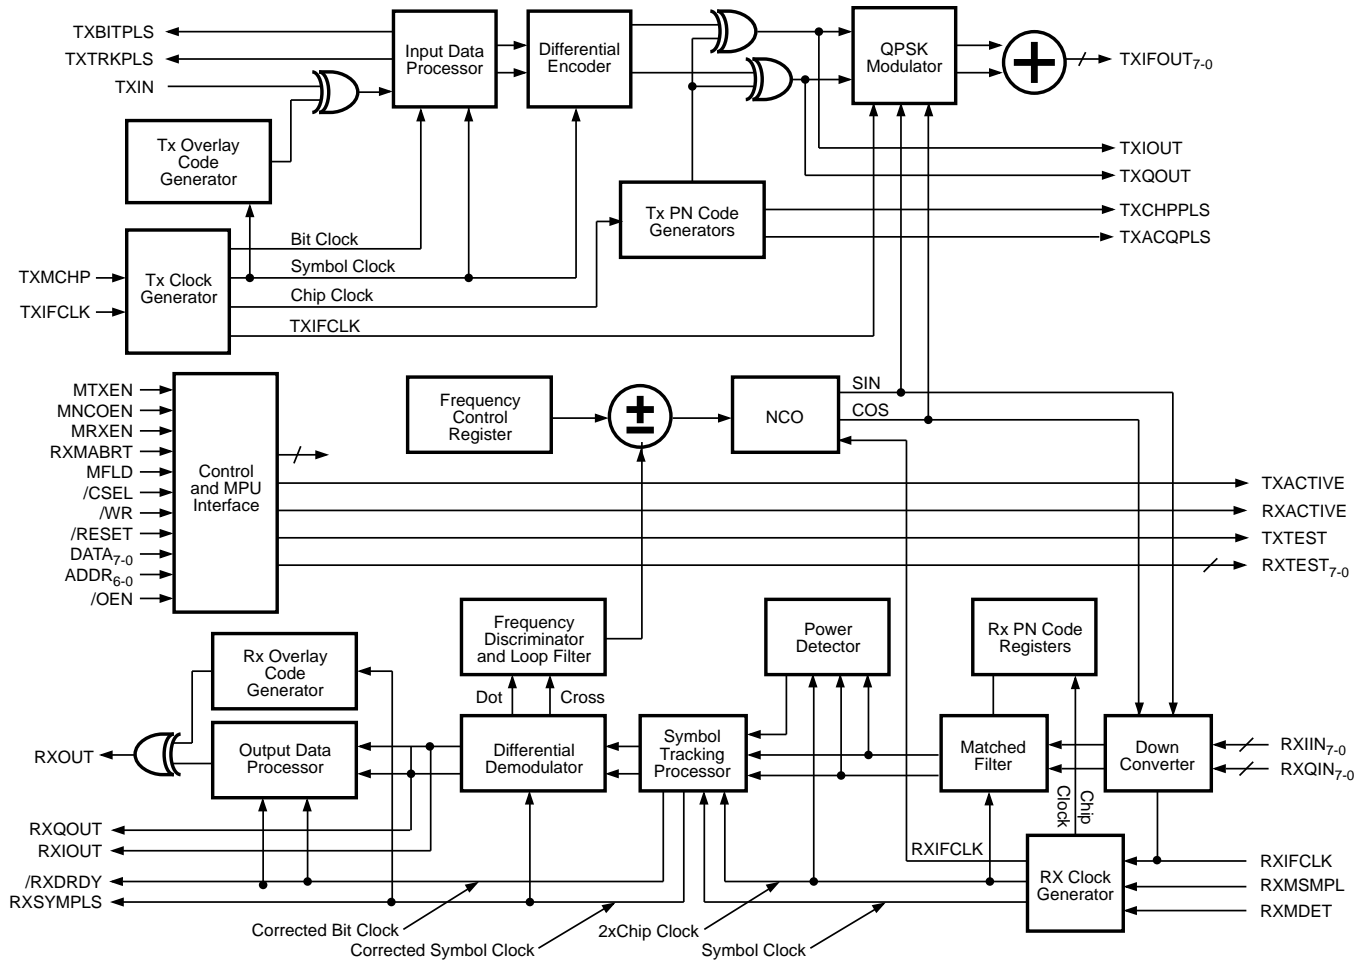 TXBITPLS
TXTRKPLS
TXIN
Input Data
Processor
Differential
Encoder
QPSK
Modulator
TXIFOUT7-0
Tx Overlay
Code
Generator
TXIOUT
TXQOUT
Tx PN Code
Generators
TXCHPPLS
TXACQPLS
TXMCHP
TXIFCLK
Tx Clock
Generator
Bit Clock
Symbol Clock
Chip Clock
TXIFCLK
MTXEN
MNCOEN
MRXEN
RXMABRT
MFLD
/CSEL
/WR
/RESET
DATA7-0
ADDR6-0
/OEN
Control
and MPU
Interface
Frequency
Control
Register
NCO
SIN
COS
TXACTIVE
RXACTIVE
TXTEST
RXTEST7-0
Rx Overlay
Code
Generator
Frequency
Discriminator
and Loop Filter
Power
Detector
Rx PN Code
Registers
Dot
Cross
RXOUT
Output Data
Processor
Differential
Demodulator
Symbol
Tracking
Processor
Matched
Filter
Down
Converter
RXIIN7-0
RXQIN7-0
Chip
Clock
RXQOUT
RXIOUT
/RXDRDY
RXSYMPLS
RXIFCLK
RX Clock
Generator
RXIFCLK
RXMSMPL
RXMDET
Corrected Bit Clock
Corrected Symbol Clock
2xChip Clock
Symbol Clock